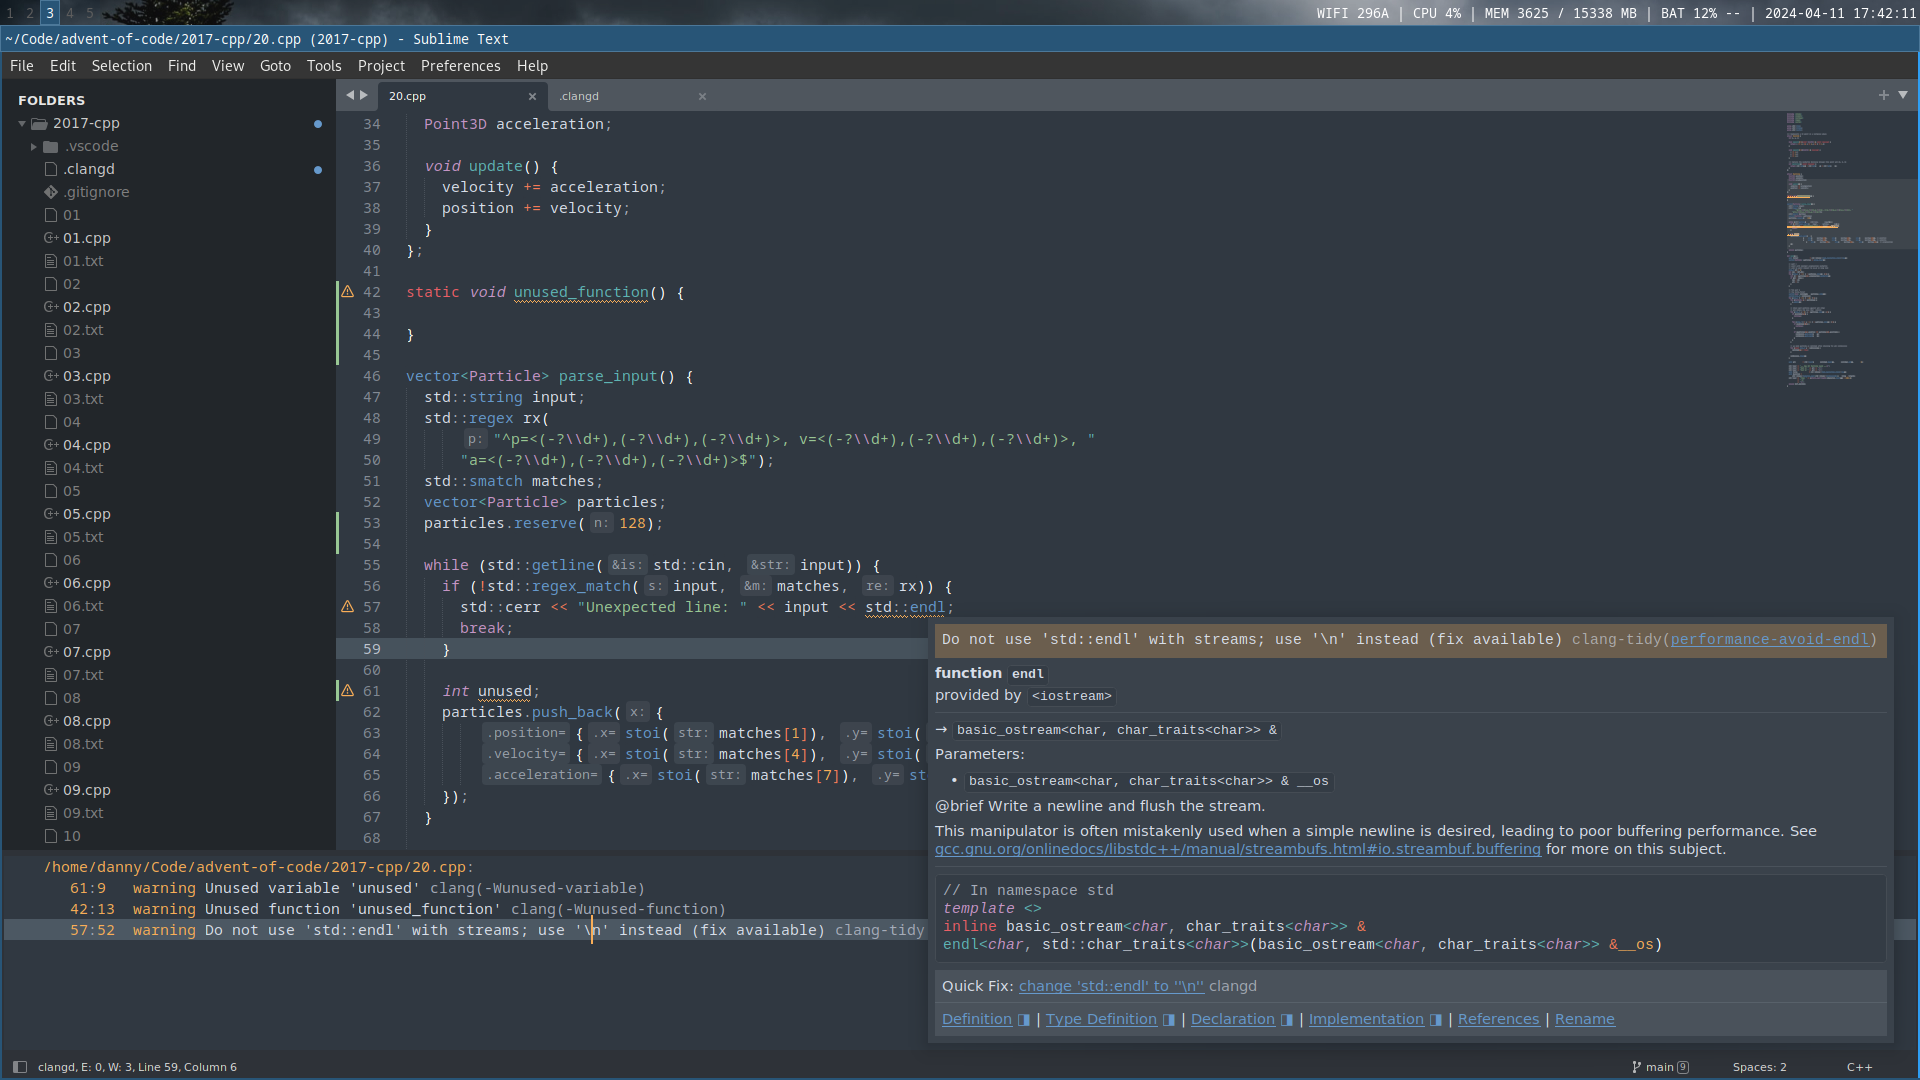 1 2 3 4 5
WIFI 296A | CPU 4% | MEM 3625 / 15338 MB | BAT 12% -- | 2024-04-11 17:42:11
~/Code/advent-of-code/2017-cpp/20.cpp (2017-cpp) - Sublime Text
File Edit Selection Find View Goto Tools Project Preferences Help
FOLDERS
2017-cpp
.vscode
.clangd
.gitignore
01
01.cpp
01.txt
02
02.cpp
02.txt
03
03.cpp
03.txt
04
04.cpp
04.txt
05
05.cpp
05.txt
06
06.cpp
06.txt
07
07.cpp
07.txt
08
08.cpp
08.txt
09
09.cpp
09.txt
10
20.cpp × .clangd ×
34 Point3D acceleration;
35
36 void update() {
37 velocity += acceleration;
38 position += velocity;
39 }
40 };
41
42 static void unused_function() {
43
44 }
45
46 vector<Particle> parse_input() {
47 std::string input;
48 std::regex rx(
49 p: "^p=<(-?\\d+),(-?\\d+),(-?\\d+)>, v=<(-?\\d+),(-?\\d+),(-?\\d+)>, "
50 "a=<(-?\\d+),(-?\\d+),(-?\\d+)>$");
51 std::smatch matches;
52 vector<Particle> particles;
53 particles.reserve( n: 128);
54
55 while (std::getline( &is: std::cin, &str: input)) {
56 if (!std::regex_match( s: input, &m: matches, re: rx)) {
57 std::cerr << "Unexpected line: " << input << std::endl;
58 break;
59 }
60
61 int unused;
62 particles.push_back( x: {
63 .position= { .x= stoi( str: matches[1]), .y= stoi(
64 .velocity= { .x= stoi( str: matches[4]), .y= stoi(
65 .acceleration= { .x= stoi( str: matches[7]), .y= st
66 });
67 }
68
Do not use 'std::endl' with streams; use '\n' instead (fix available) clang-tidy(performance-avoid-endl)
function endl
provided by <iostream>
→ basic_ostream<char, char_traits<char>> &
Parameters:
• basic_ostream<char, char_traits<char>> & __os
@brief Write a newline and flush the stream.
This manipulator is often mistakenly used when a simple newline is desired, leading to poor buffering performance. See
gcc.gnu.org/onlinedocs/libstdc++/manual/streambufs.html#io.streambuf.buffering for more on this subject.
// In namespace std
template <>
inline basic_ostream<char, char_traits<char>> &
endl<char, std::char_traits<char>>(basic_ostream<char, char_traits<char>> &__os)
Quick Fix: change 'std::endl' to ''\n'' clangd
Definition | Type Definition | Declaration | Implementation | References | Rename
/home/danny/Code/advent-of-code/2017-cpp/20.cpp:
61:9 warning Unused variable 'unused' clang(-Wunused-variable)
42:13 warning Unused function 'unused_function' clang(-Wunused-function)
57:52 warning Do not use 'std::endl' with streams; use '\n' instead (fix available) clang-tidy
clangd, E: 0, W: 3, Line 59, Column 6
main 9 Spaces: 2 C++